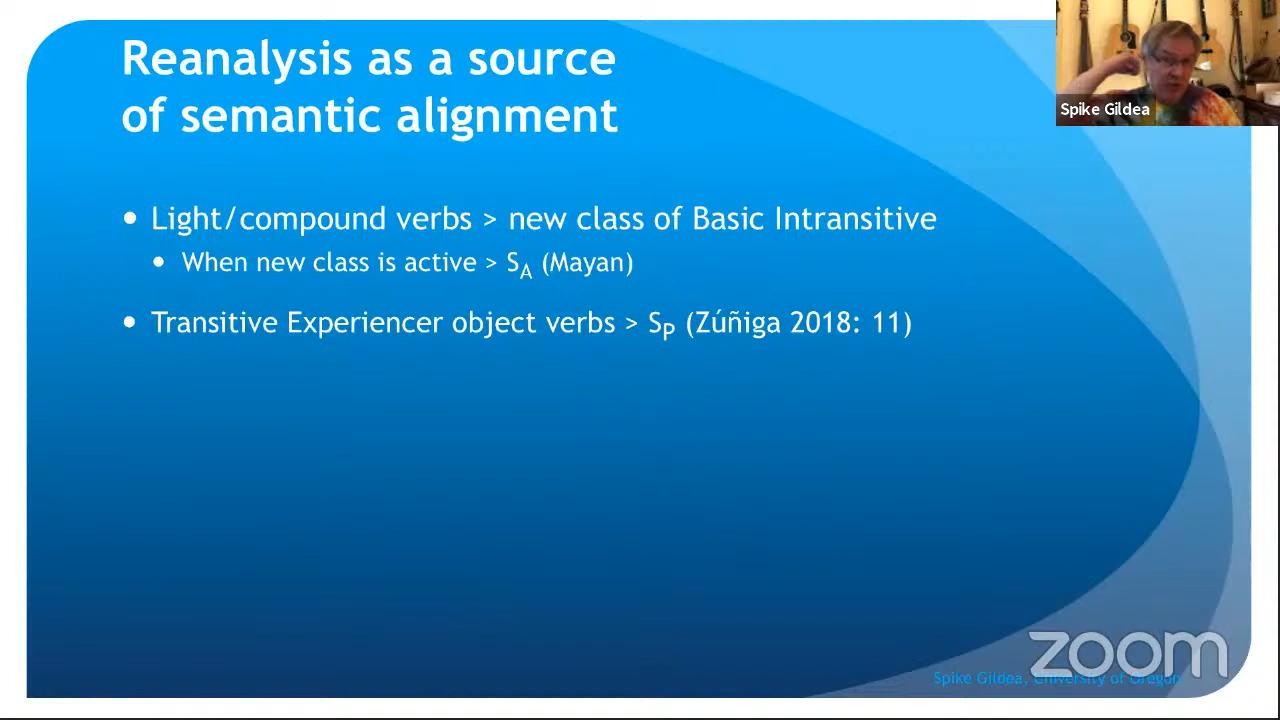 Reanalysis as a source
of semantic alignment
Spike Gildea
• Light/compound verbs > new class of Basic Intransitive
• When new class is active > SA (Mayan)
• Transitive Experiencer object verbs > SP (Zúñiga 2018: 11)
zoom
Spike Gildea, University of Oregon